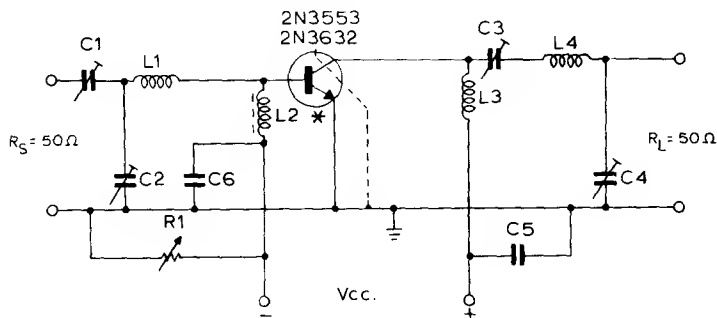 2N3553
2N3632
C1
L1
C3
L4
L2
L3
*
R_S = 50Ω
R_L = 50Ω
C2
C6
C4
R1
C5
Vcc.
-
+